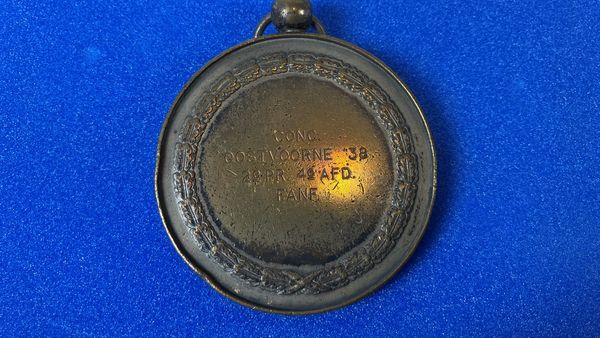 CONC.
OOSTVOORNE '38
2e PR. 4e AFD.
FANF.